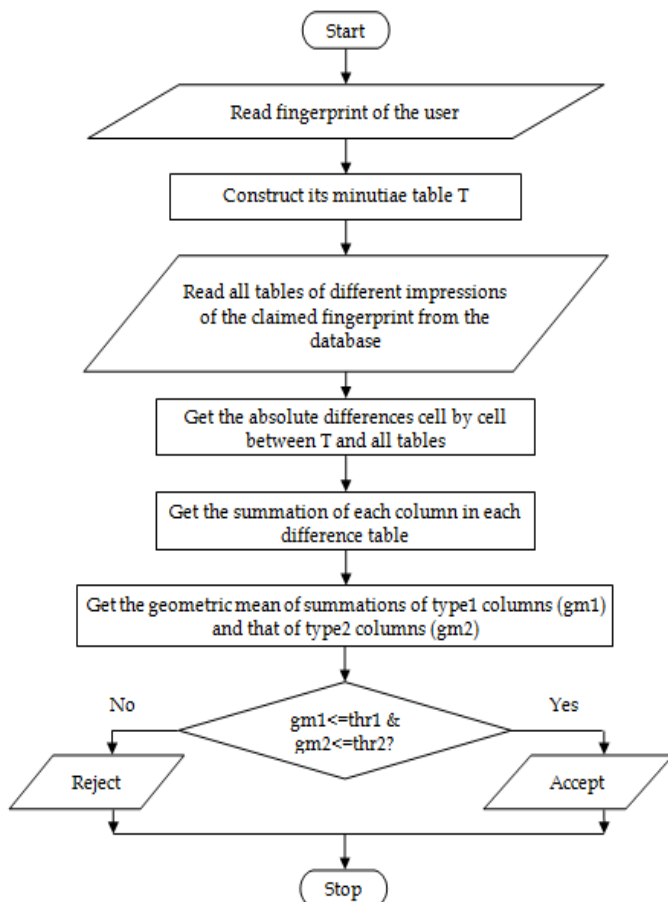 Start
Read fingerprint of the user
Construct its minutiae table T
Read all tables of different impressions
of the claimed fingerprint from the
database
Get the absolute differences cell by cell
between T and all tables
Get the summation of each column in each
difference table
Get the geometric mean of summations of type1 columns (gm1)
and that of type2 columns (gm2)
No
Yes
gm1<=thr1 &
gm2<=thr2?
Reject
Accept
Stop